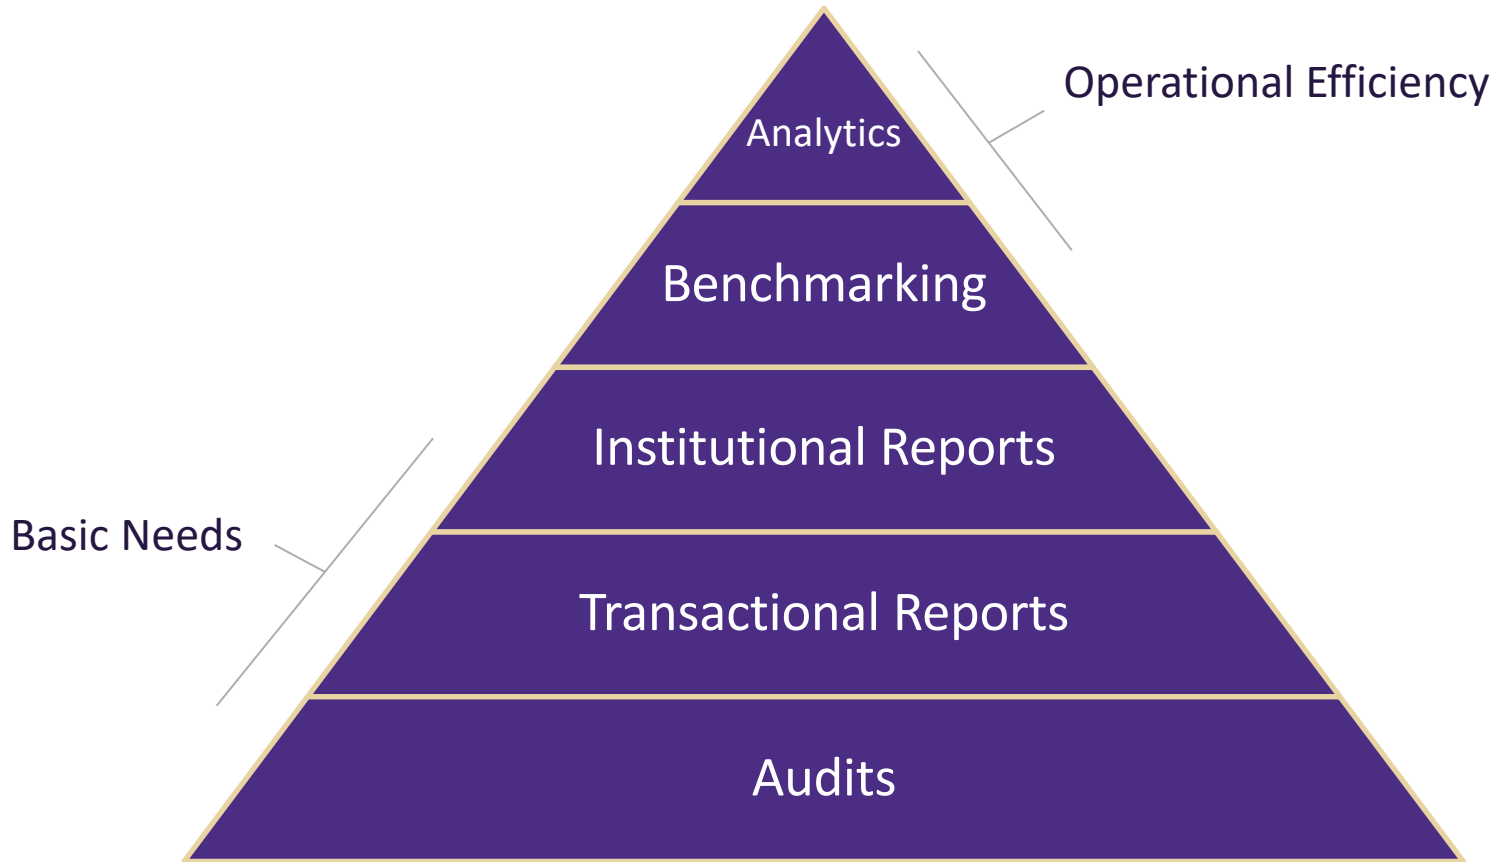 Operational Efficiency
Analytics
Benchmarking
Institutional Reports
Basic Needs
Transactional Reports
Audits